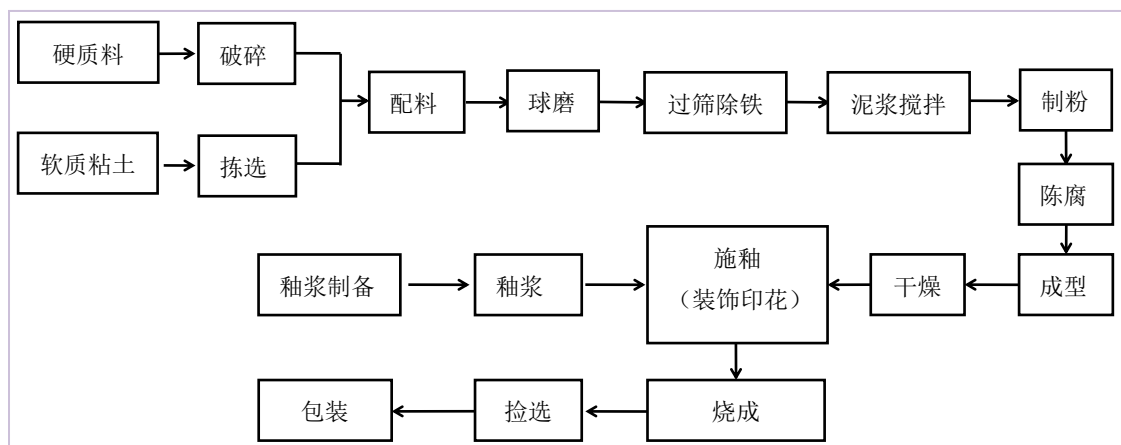 硬质料
破碎
配料
球磨
过筛除铁
泥浆搅拌
制粉
软质粘土
拣选
陈腐
釉浆制备
釉浆
施釉
（装饰印花）
干燥
成型
包装
捡选
烧成